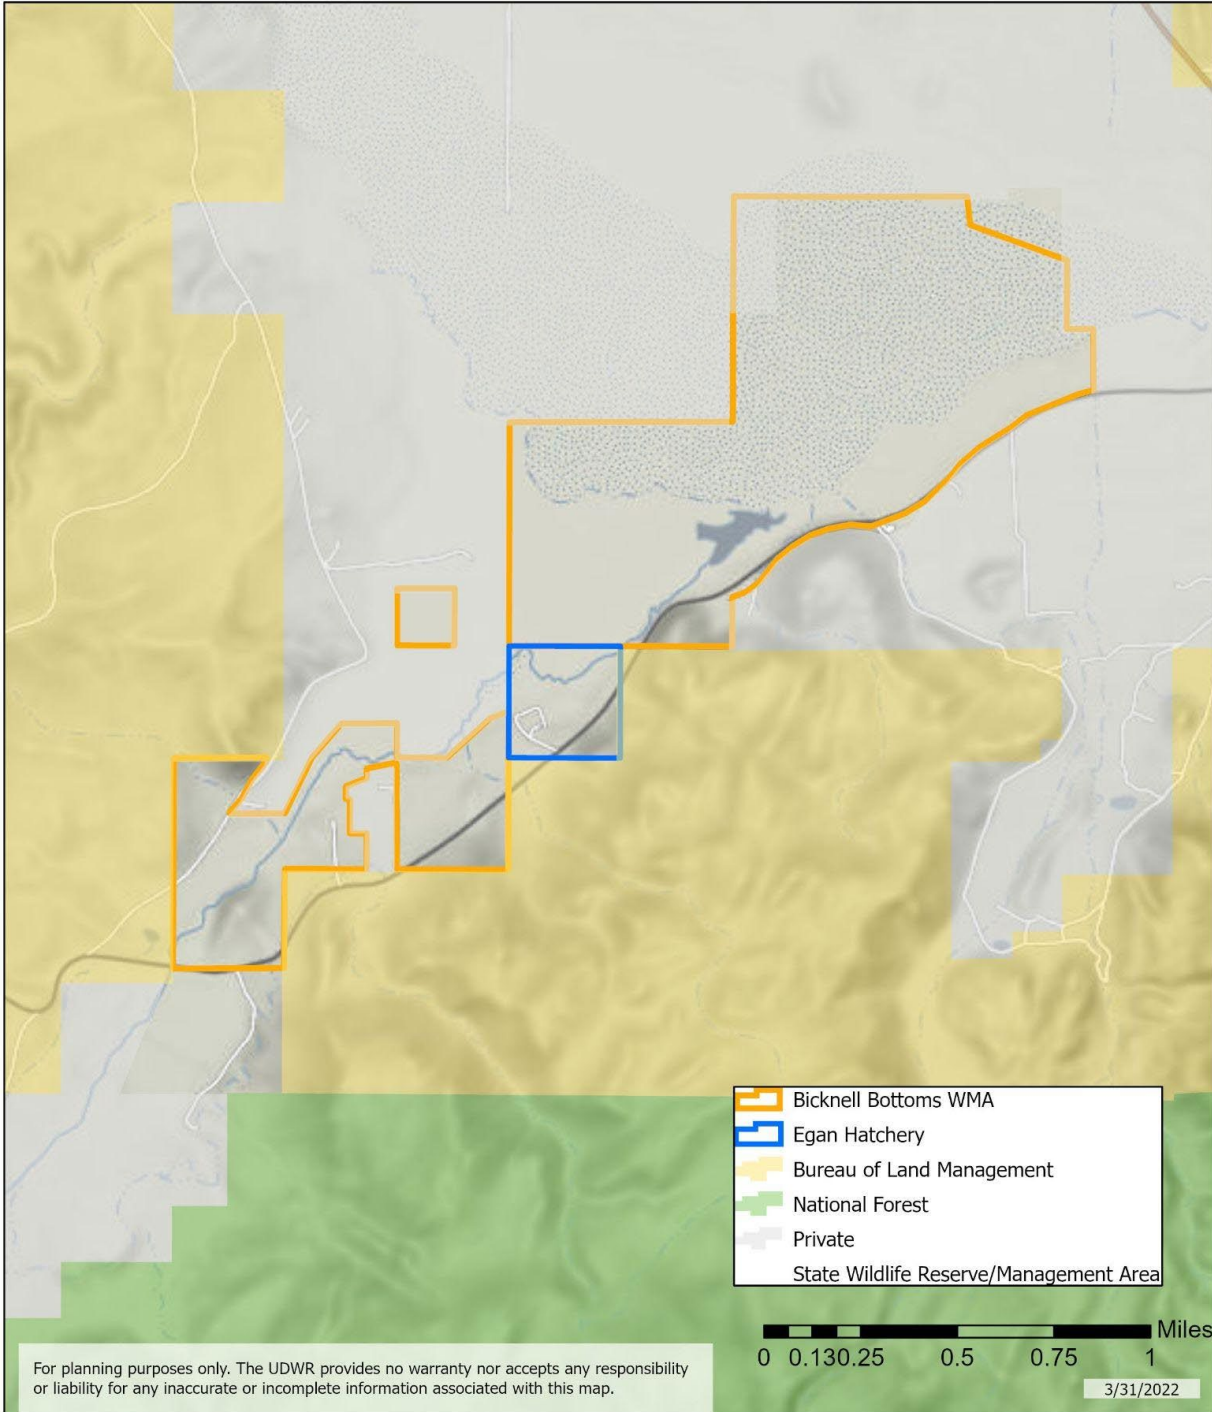 Bicknell Bottoms WMA
Egan Hatchery
Bureau of Land Management
National Forest
Private
State Wildlife Reserve/Management Area
Miles
0 0.130.25 0.5 0.75 1
For planning purposes only. The UDWR provides no warranty nor accepts any responsibility
or liability for any inaccurate or incomplete information associated with this map.
3/31/2022